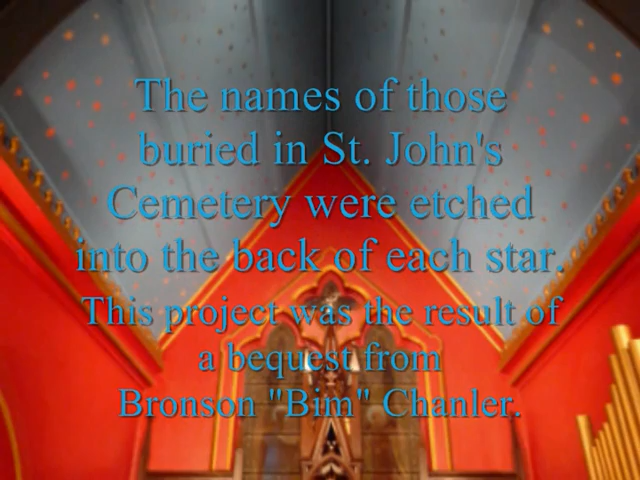 The names of those
buried in St. John's
Cemetery were etched
into the back of each star.
This project was the result of
a bequest from
Bronson "Bim" Chanler.